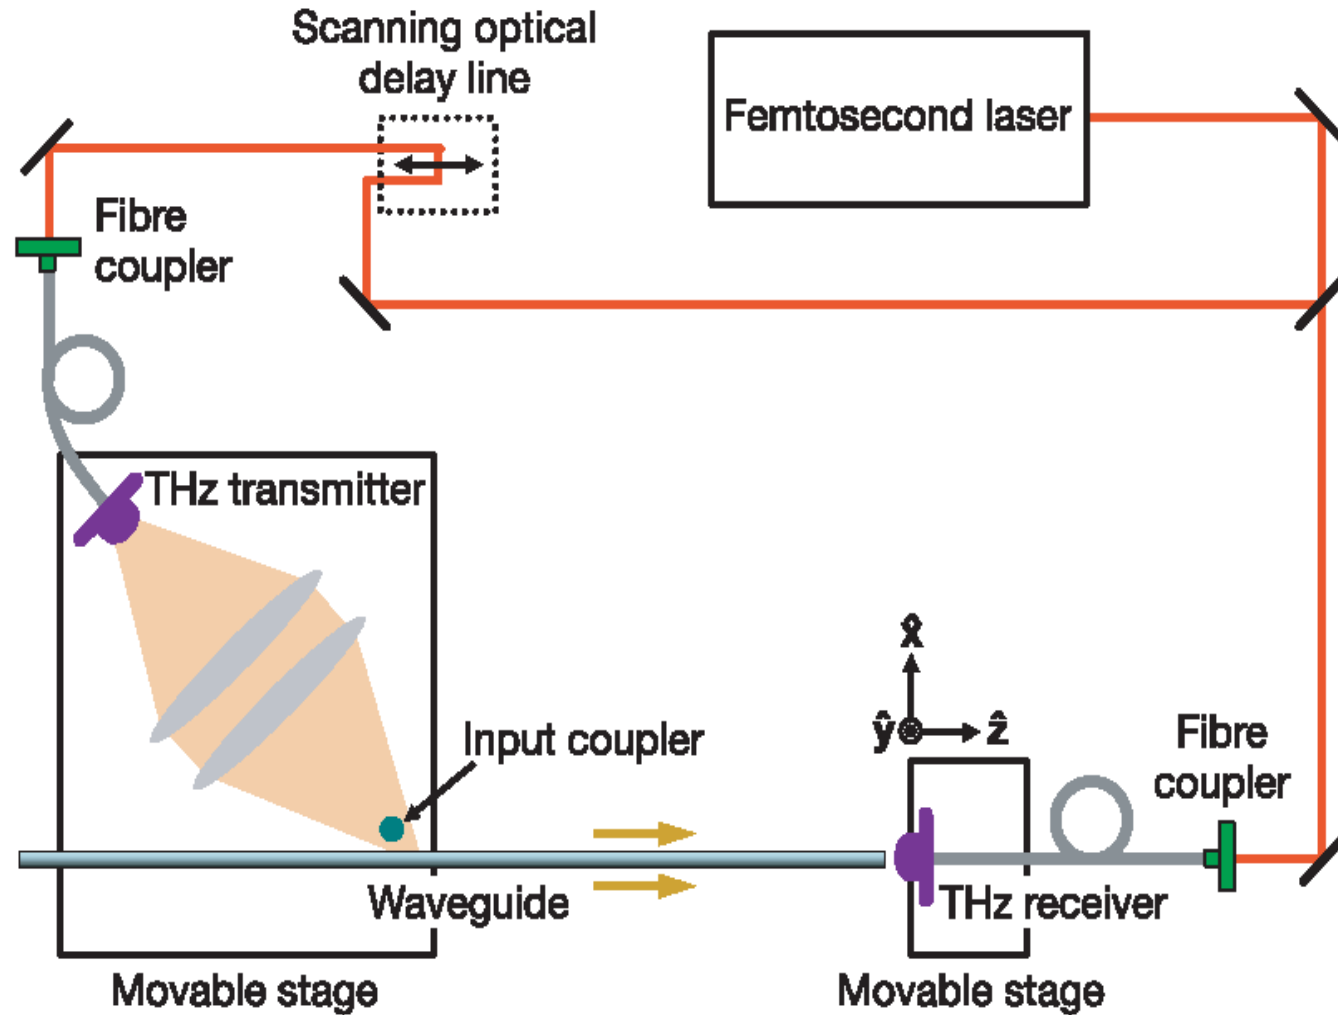 Scanning optical
delay line
Femtosecond laser
Fibre
coupler
THz transmitter
Input coupler
x̂
ŷ
ẑ
Fibre
coupler
Waveguide
THz receiver
Movable stage
Movable stage